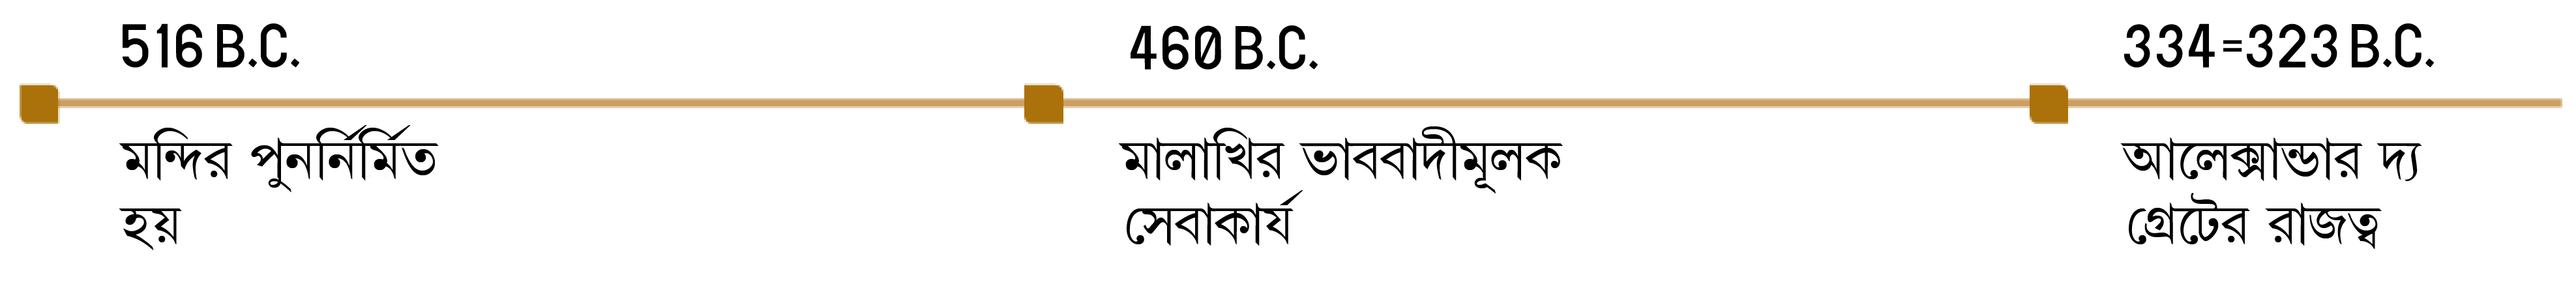 516 B.C.
460 B.C.
334=323 B.C.
মন্দির পুনর্নির্মিত
হয়
মালাখির ভাববাদীমূলক
সেবাকার্য
আলেক্সান্ডার দ্য
গ্রেটের রাজত্ব